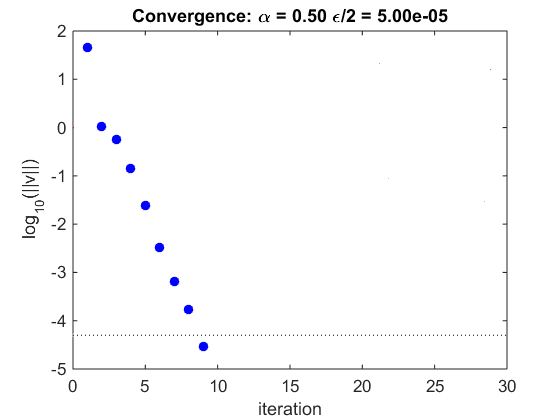 Convergence: α = 0.50 ϵ/2 = 5.00e-05
2
1
0
-1
-2
-3
-4
-5
log10(||v||)
0 5 10 15 20 25 30
iteration